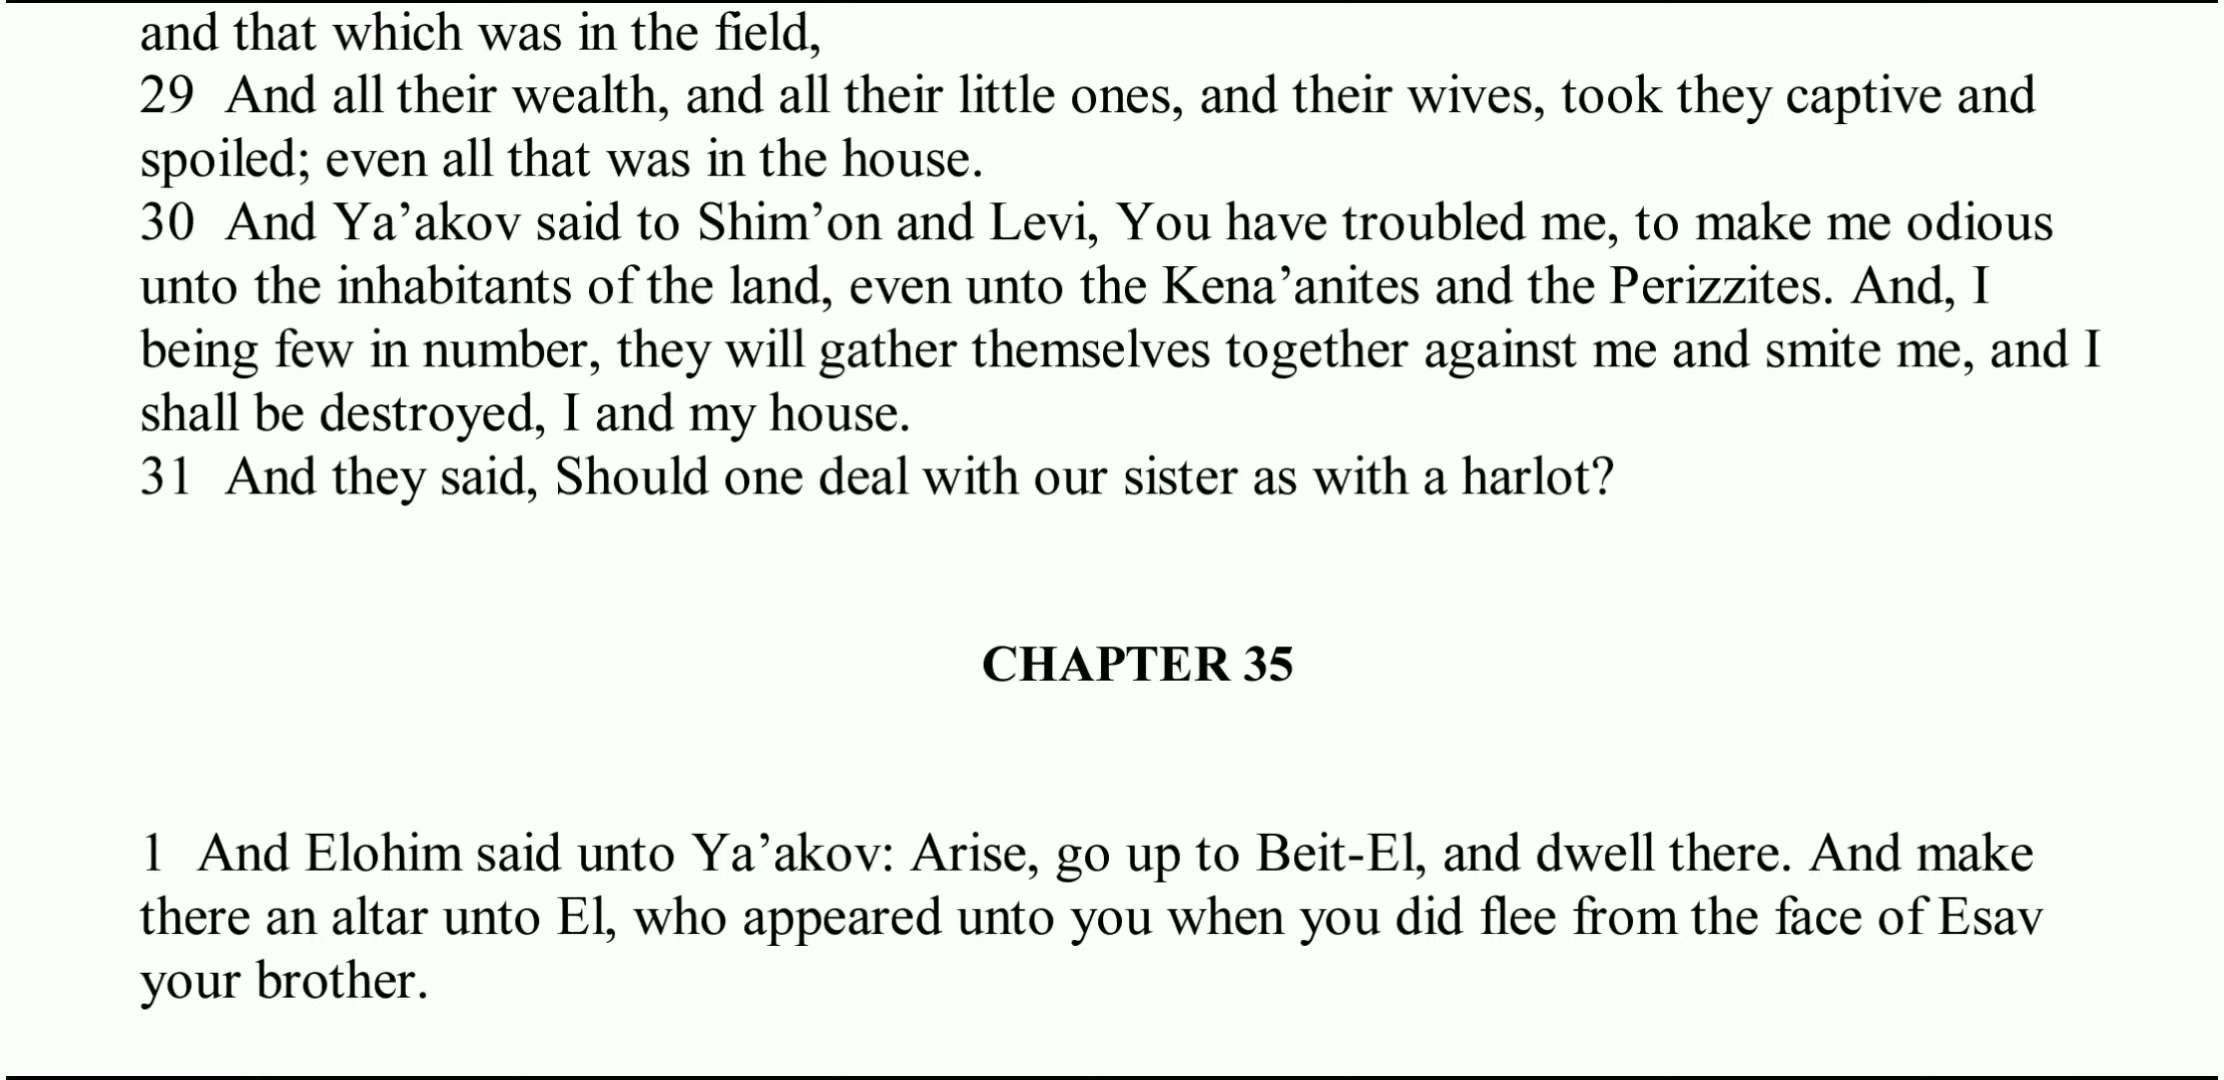 and that which was in the field,
29 And all their wealth, and all their little ones, and their wives, took they captive and
spoiled; even all that was in the house.
30 And Ya’akov said to Shim’on and Levi, You have troubled me, to make me odious
unto the inhabitants of the land, even unto the Kena’anites and the Perizzites. And, I
being few in number, they will gather themselves together against me and smite me, and I
shall be destroyed, I and my house.
31 And they said, Should one deal with our sister as with a harlot?
CHAPTER 35
1 And Elohim said unto Ya’akov: Arise, go up to Beit-El, and dwell there. And make
there an altar unto El, who appeared unto you when you did flee from the face of Esav
your brother.